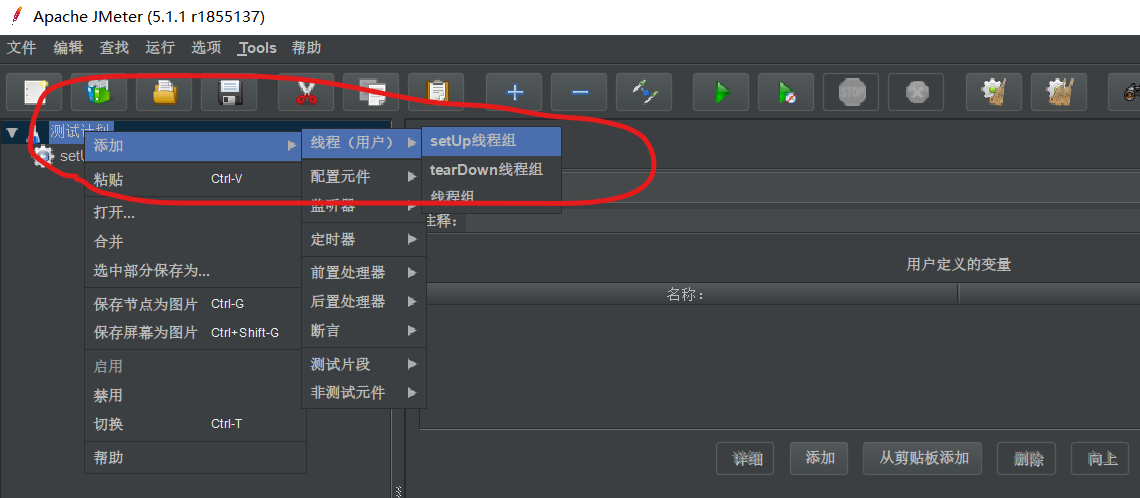 Apache JMeter (5.1.1 r1855137)
文件 编辑 查找 运行 选项 Tools 帮助
STOP
测试计划
setU
添加
粘贴 Ctrl-V
打开...
合并
选中部分保存为...
保存节点为图片 Ctrl-G
保存屏幕为图片 Ctrl+Shift-G
启用
禁用
切换 Ctrl-T
帮助
线程（用户）
配置元件
监听器
定时器
前置处理器
后置处理器
断言
测试片段
非测试元件
setUp线程组
tearDown线程组
线程组
注释：
用户定义的变量
名称：
详细 添加 从剪贴板添加 删除 向上